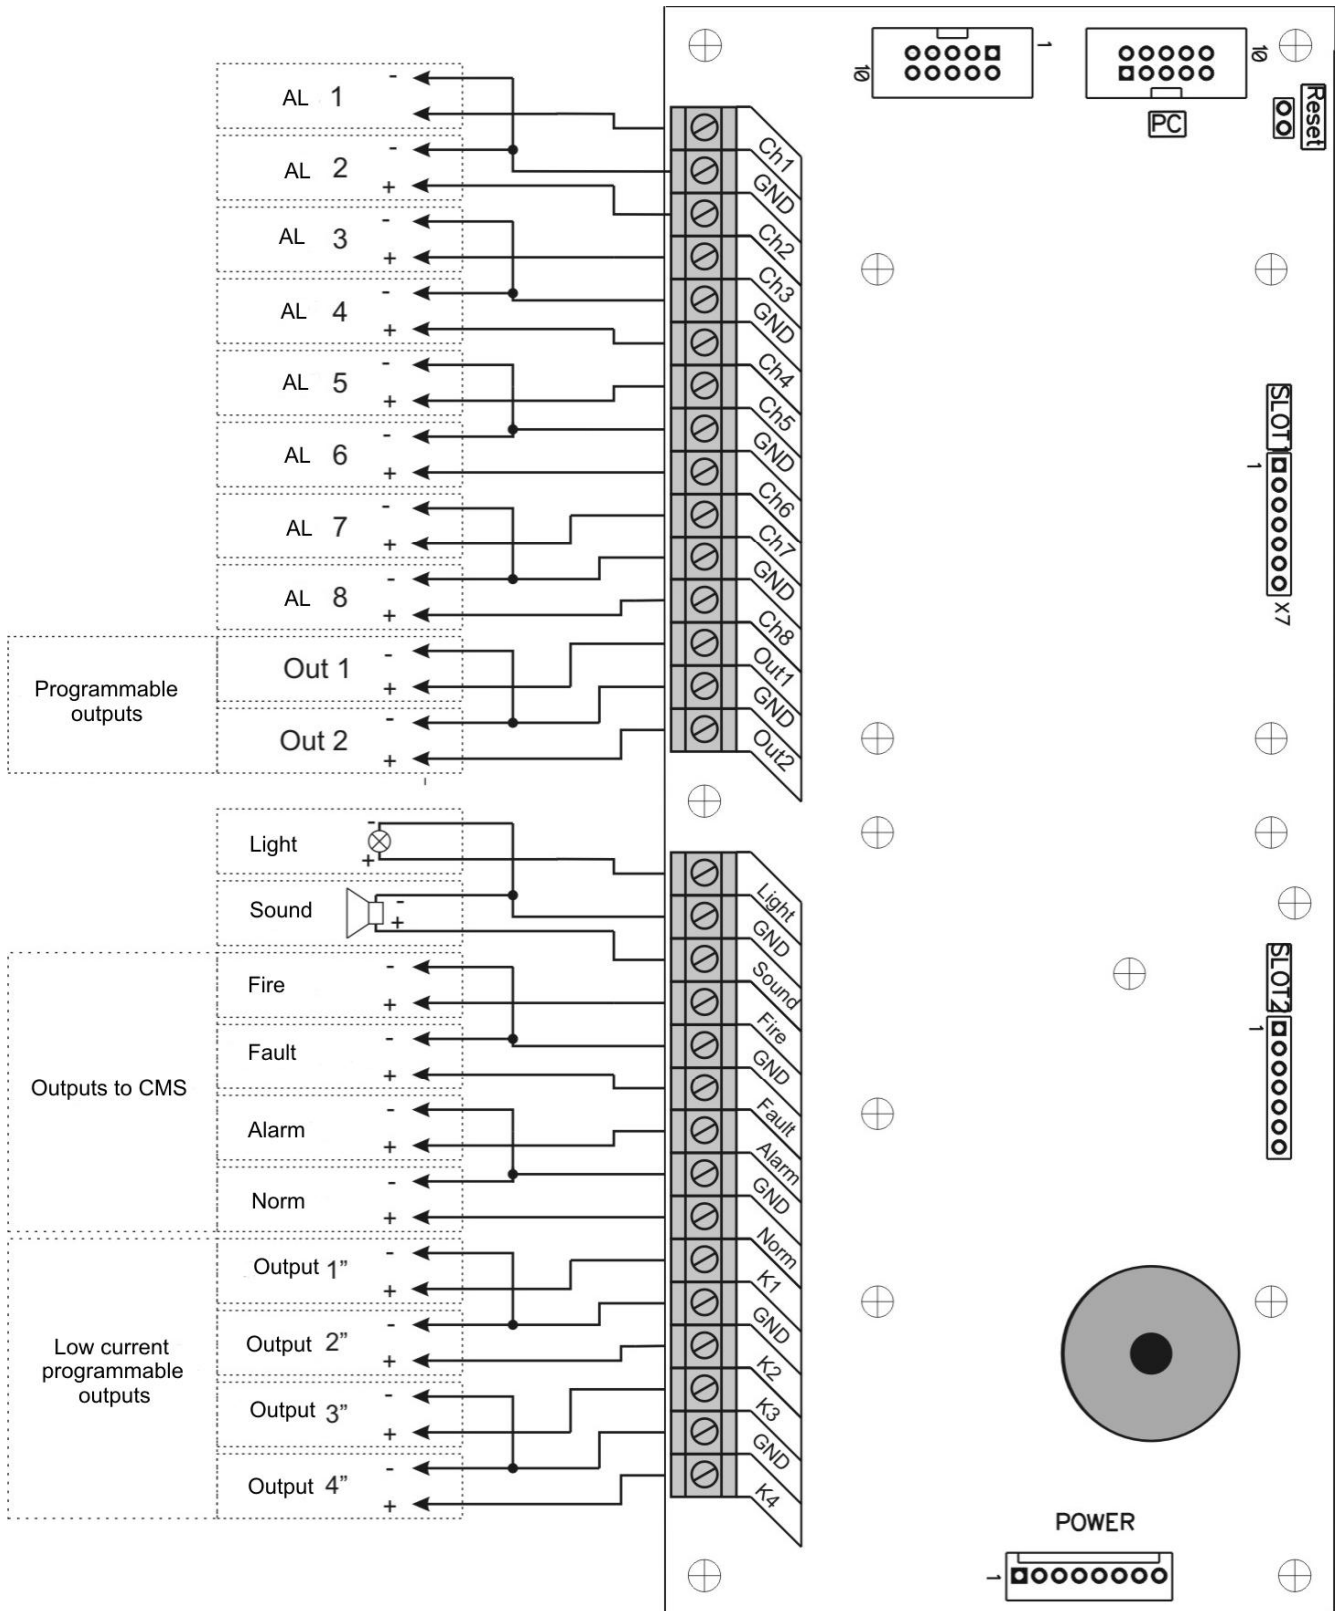 AL 1
-
AL 2
-
+
AL 3
-
+
AL 4
-
+
AL 5
-
+
AL 6
-
+
AL 7
-
+
AL 8
-
+
Programmable
outputs
Out 1
-
+
Out 2
-
+
Light
-
+
Sound
-
+
Outputs to CMS
Fire
-
+
Fault
-
+
Alarm
-
+
Norm
-
+
Low current
programmable
outputs
Output 1”
-
+
Output 2”
-
+
Output 3”
-
+
Output 4”
-
+
Ch1
GND
Ch2
Ch3
GND
Ch4
Ch5
GND
Ch6
Ch7
GND
Ch8
Out1
GND
Out2
Light
GND
Sound
Fire
GND
Fault
Alarm
GND
Norm
K1
GND
K2
K3
GND
K4
10
1
10
PC
Reset
SLOT1
1
X7
SLOT2
1
POWER
1